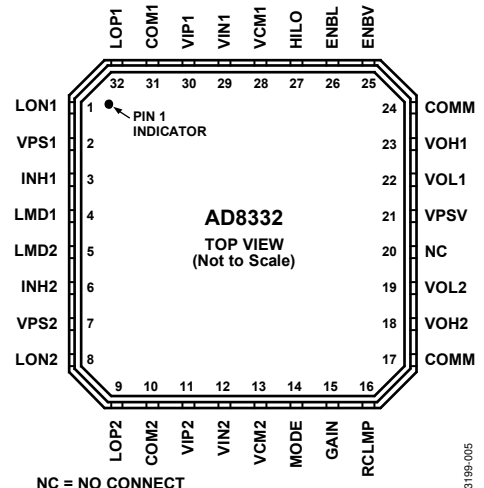 LOP1 COM1 VIP1 VIN1 VCM1 HILO ENBL ENBV
32 31 30 29 28 27 26 25
LON1 1
VPS1 2
INH1 3
LMD1 4
LMD2 5
INH2 6
VPS2 7
LON2 8
PIN 1
INDICATOR
AD8332
TOP VIEW
(Not to Scale)
24 COMM
23 VOH1
22 VOL1
21 VPSV
20 NC
19 VOL2
18 VOH2
17 COMM
9 10 11 12 13 14 15 16
LOP2 COM2 VIP2 VIN2 VCM2 MODE GAIN RCLMP
NC = NO CONNECT
3199-005